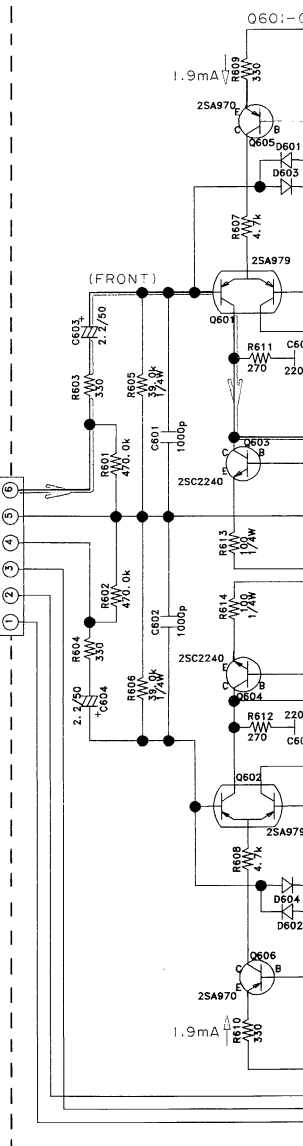 Q601-
R609
330
1.9mA
2SA970
E
C
B
Q605
D601
D603
R607
4.7k
2SA979
(FRONT)
Q601
C603
+
2.2/50
R603
330
R605
39.0k
1/4W
C601
1000p
R611
270
220
Q603
C
B
E
2SC2240
R601
470.0k
6
5
4
3
2
1
R613
100
1/4W
R602
470.0k
R614
100
1/4W
C602
1000p
R604
330
2SC2240
E
B
C
Q604
2.2/50
+
C604
R606
39.0k
1/4W
R612
270
220
Q602
2SA979
R608
4.7k
D604
D602
Q606
C
B
E
2SA970
1.9mA
R610
330